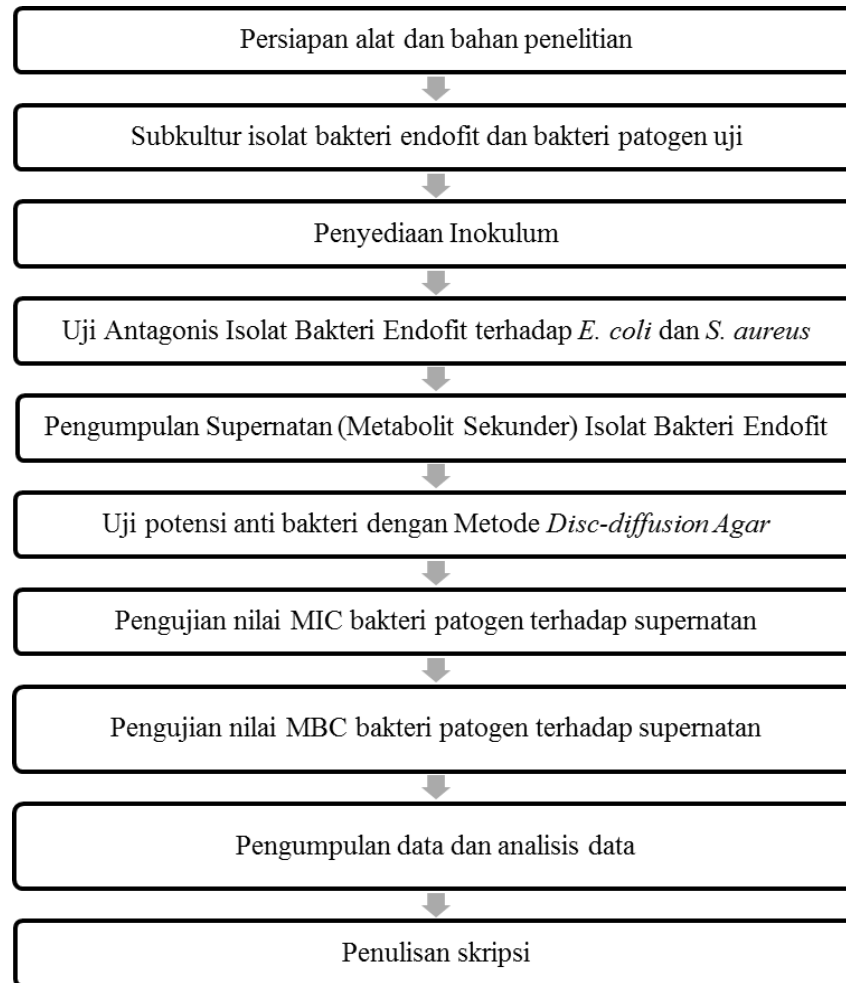 Persiapan alat dan bahan penelitian
Subkultur isolat bakteri endofit dan bakteri patogen uji
Penyediaan Inokulum
Uji Antagonis Isolat Bakteri Endofit terhadap E. coli dan S. aureus
Pengumpulan Supernatan (Metabolit Sekunder) Isolat Bakteri Endofit
Uji potensi anti bakteri dengan Metode Disc-diffusion Agar
Pengujian nilai MIC bakteri patogen terhadap supernatan
Pengujian nilai MBC bakteri patogen terhadap supernatan
Pengumpulan data dan analisis data
Penulisan skripsi